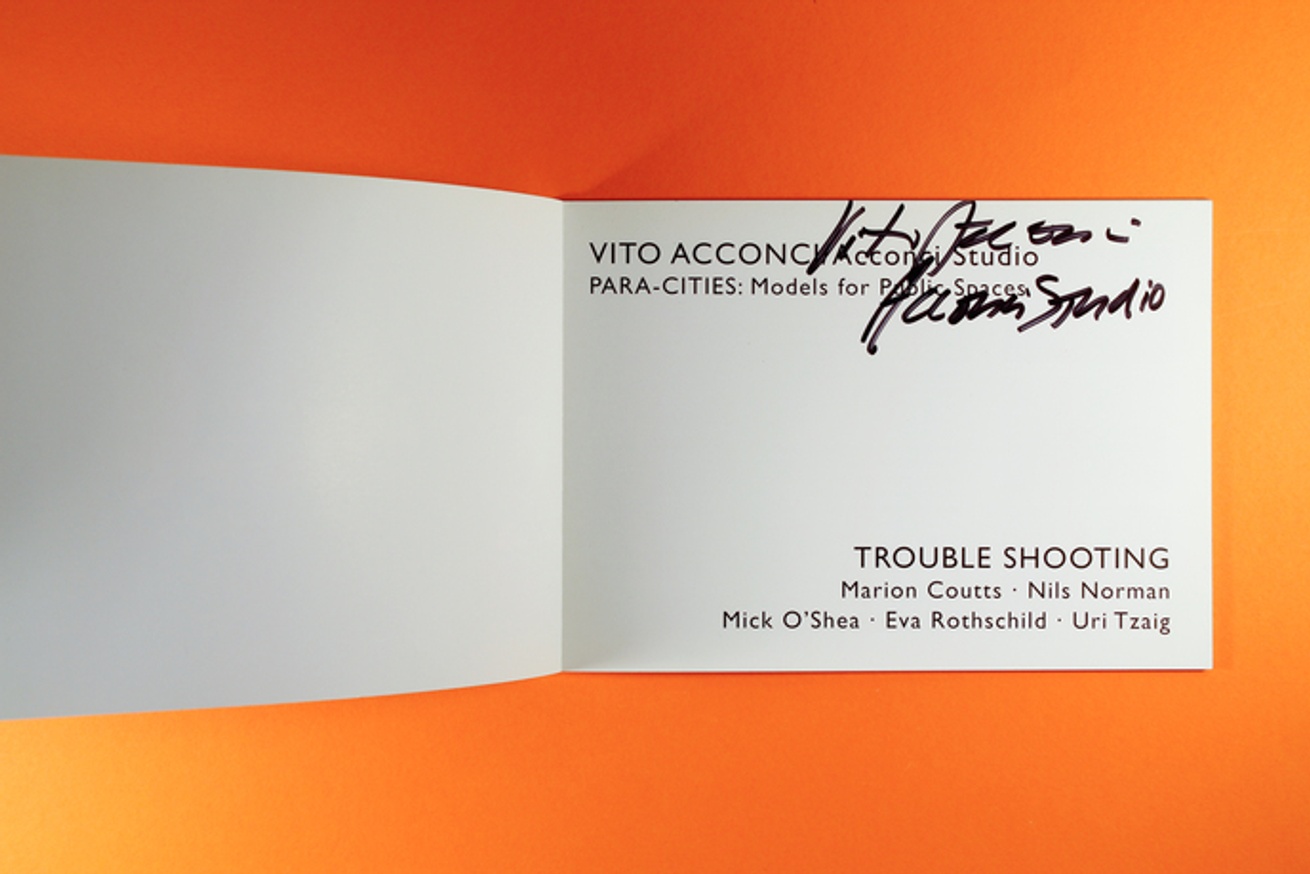 Vito Acconci
VITO ACCONCI/Acconci Studio
PARA-CITIES: Models for Public Spaces
Acconci Studio
TROUBLE SHOOTING
Marion Coutts · Nils Norman
Mick O'Shea · Eva Rothschild · Uri Tzaig